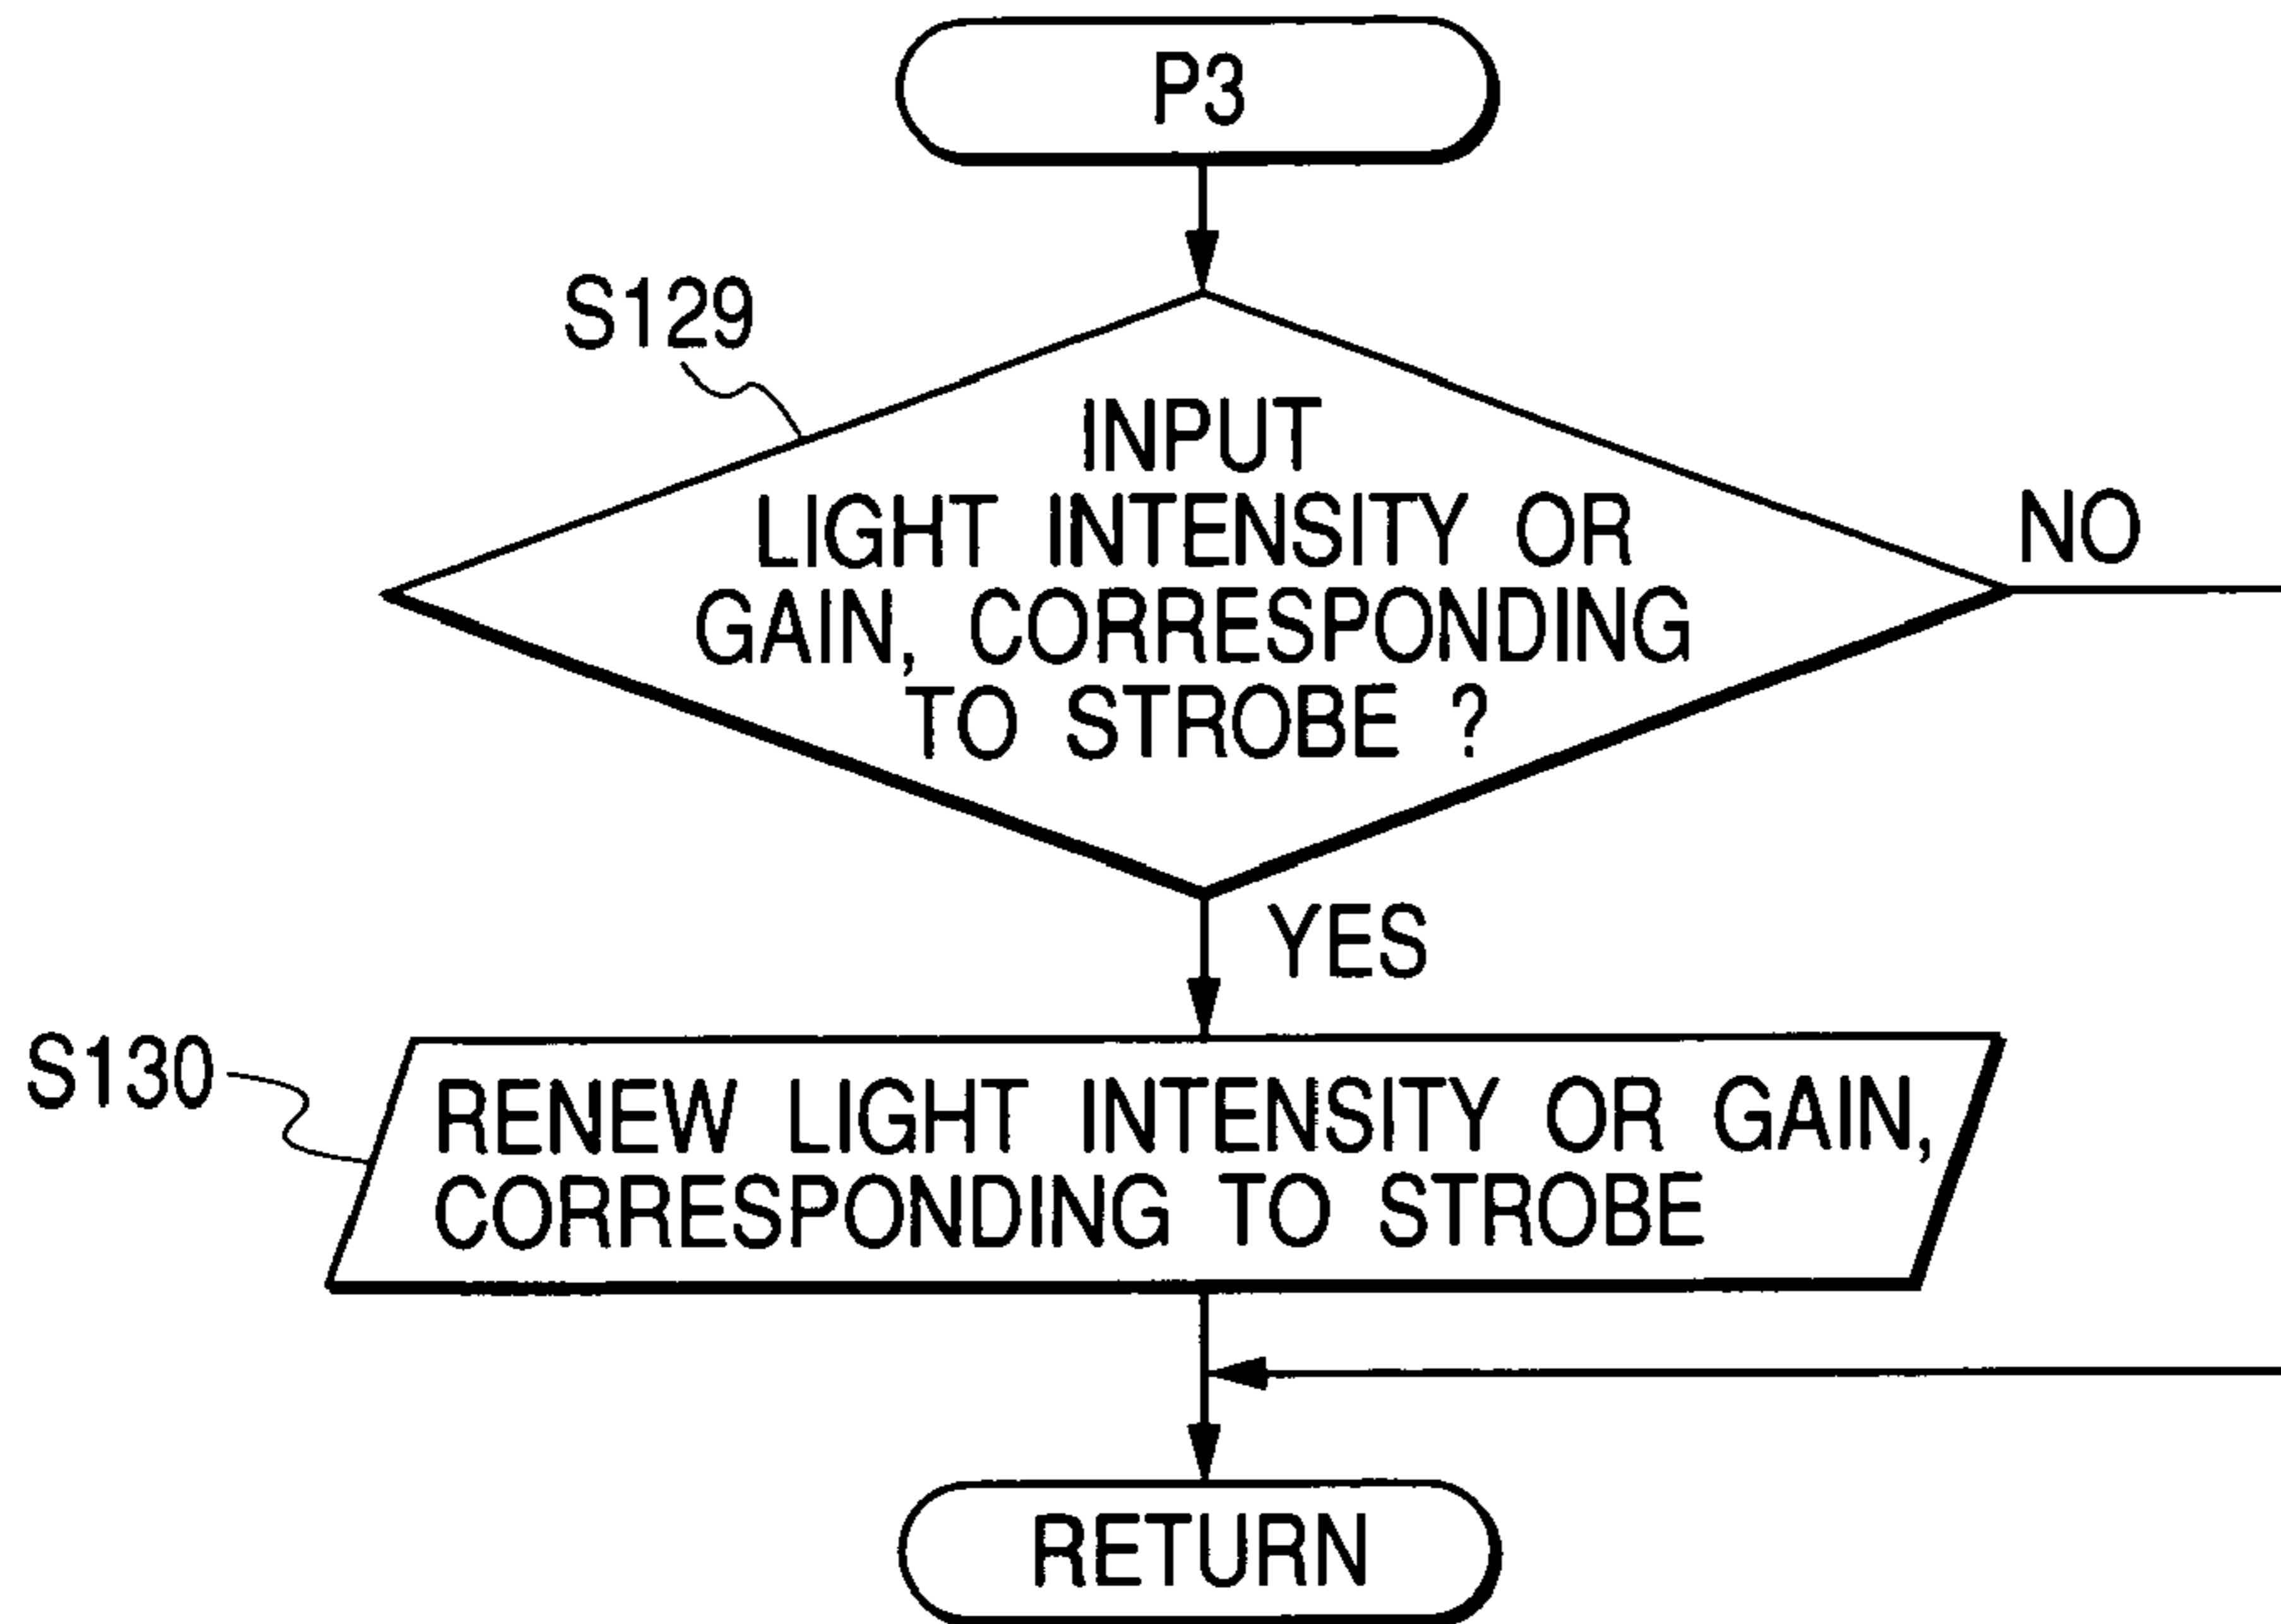 P3
S129
INPUT
LIGHT INTENSITY OR
GAIN, CORRESPONDING
TO STROBE ?
NO
YES
S130
RENEW LIGHT INTENSITY OR GAIN,
CORRESPONDING TO STROBE
RETURN